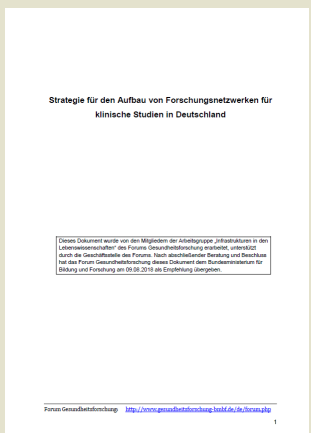 Strategie für den Aufbau von Forschungsnetzwerken für
klinische Studien in Deutschland
Dieses Dokument wurde von den Mitgliedern der Arbeitsgruppe „Infrastrukturen in den
Lebenswissenschaften“ des Forums Gesundheitsforschung erarbeitet, unterstützt
durch die Geschäftsstelle des Forums. Nach abschließender Beratung und Beschluss
hat das Forum Gesundheitsforschung dieses Dokument dem Bundesministerium für
Bildung und Forschung am 09.08.2018 als Empfehlung übergeben.
Forum Gesundheitsforschung: http://www.gesundheitsforschung-bmbf.de/de/forum.php
1